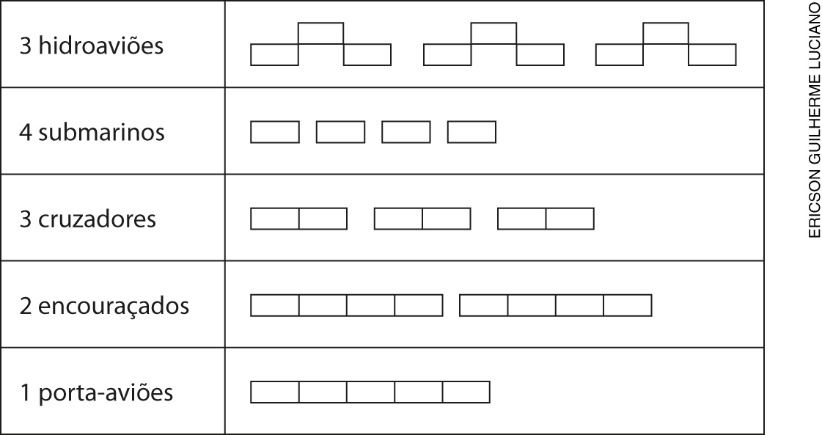 3 hidroaviões
4 submarinos
3 cruzadores
2 encouraçados
1 porta-aviões
ERICSON GUILHERME LUCIANO